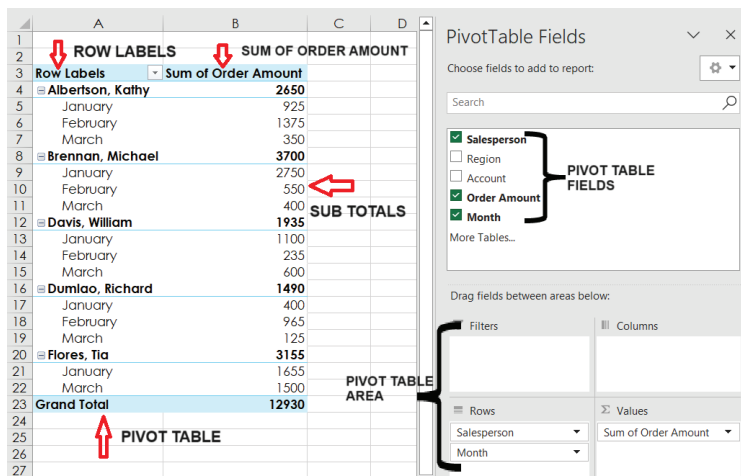 A B C D
1
2
ROW LABELS SUM OF ORDER AMOUNT
3 Row Labels Sum of Order Amount
4 Albertson, Kathy 2650
5 January 925
6 February 1375
7 March 350
8 Brennan, Michael 3700
9 January 2750
10 February 550
11 March 400
SUB TOTALS
12 Davis, William 1935
13 January 1100
14 February 235
15 March 600
16 Dumlao, Richard 1490
17 January 400
18 February 965
19 March 125
20 Flores, Tia 3155
21 January 1655
22 March 1500
23 Grand Total 12930
24
25
PIVOT TABLE
26
27
PivotTable Fields
Choose fields to add to report:
Search
Salesperson
Region
Account
Order Amount
Month
More Tables...
PIVOT TABLE
FIELDS
Drag fields between areas below:
Filters
Columns
PIVOT TABLE
AREA
Rows
Σ Values
Salesperson
Sum of Order Amount
Month